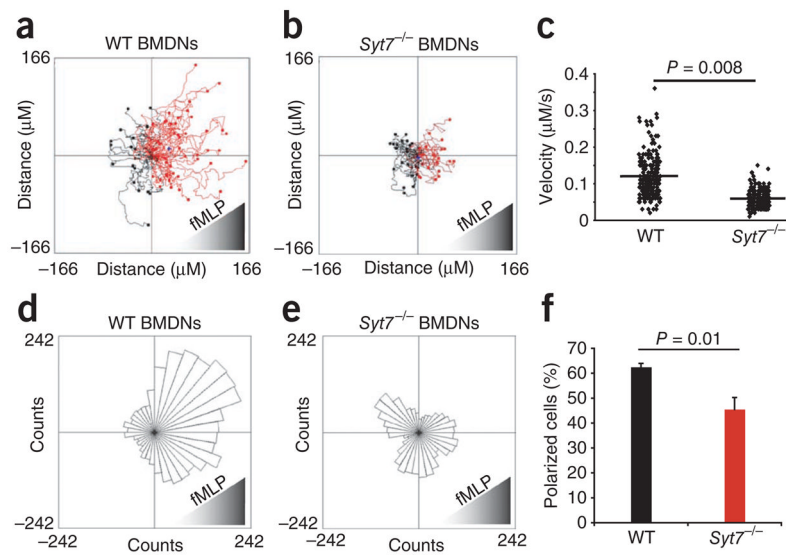 a
WT BMDNs
166
Distance (μM)
–166
–166
Distance (μM)
166
fMLP
b
Syt7–/– BMDNs
166
Distance (μM)
–166
–166
Distance (μM)
166
fMLP
c
P = 0.008
0.4
0.3
0.2
0.1
0
Velocity (μM/s)
WT
Syt7–/–
d
WT BMDNs
242
Counts
–242
–242
Counts
242
fMLP
e
Syt7–/– BMDNs
242
Counts
–242
–242
Counts
242
fMLP
f
P = 0.01
70
60
50
40
30
20
10
0
Polarized cells (%)
WT
Syt7–/–